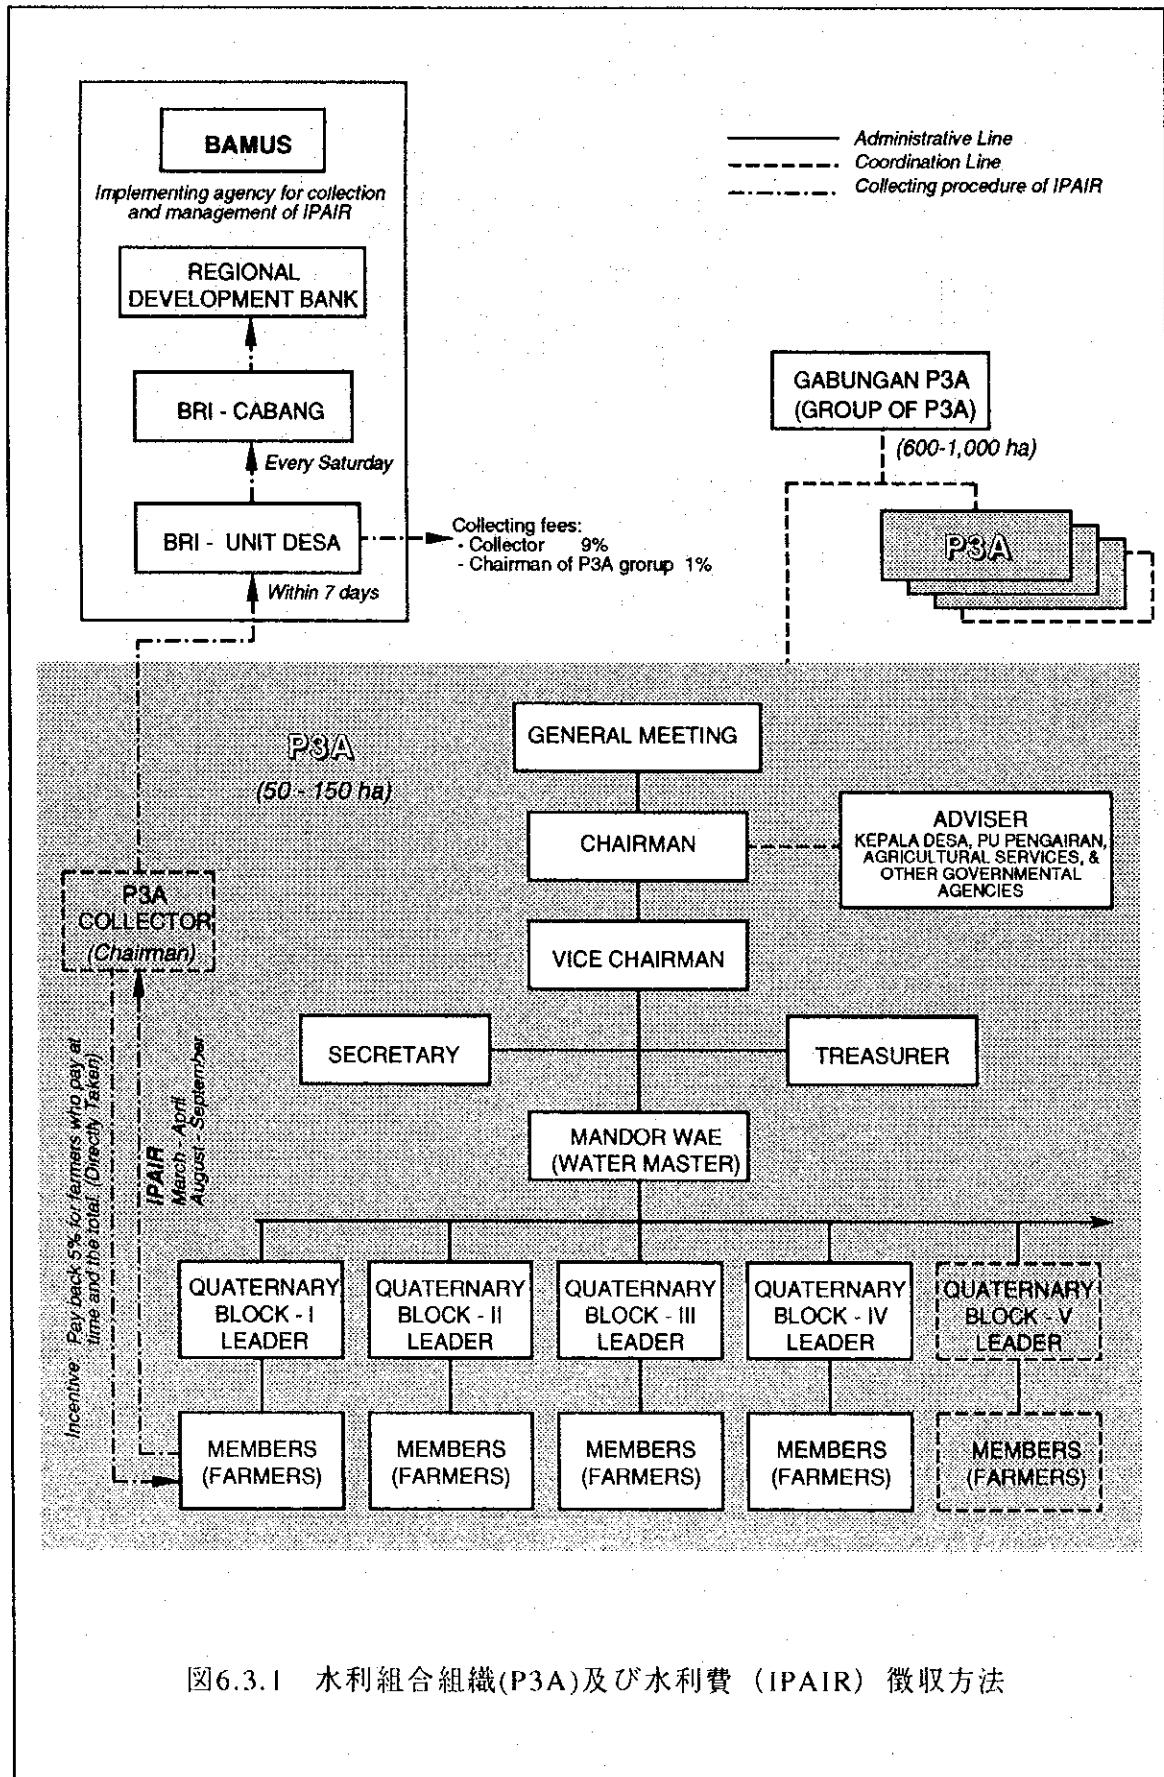 BAMUS
Implementing agency for collection
and management of IPAIR
REGIONAL
DEVELOPMENT BANK
BRI - CABANG
Every Saturday
BRI - UNIT DESA
Within 7 days
Collecting fees:
- Collector 9%
- Chairman of P3A grorup 1%
Administrative Line
Coordination Line
Collecting procedure of IPAIR
GABUNGAN P3A
(GROUP OF P3A)
(600-1,000 ha)
P3A
P3A
(50 - 150 ha)
GENERAL MEETING
CHAIRMAN
ADVISER
KEPALA DESA, PU PENGAIRAN,
AGRICULTURAL SERVICES, &
OTHER GOVERNMENTAL
AGENCIES
P3A
COLLECTOR
(Chairman)
VICE CHAIRMAN
SECRETARY
TREASURER
MANDOR WAE
(WATER MASTER)
Incentive: Pay back 5% for fermers who pay at
time and the total. (Directly Taken)
IPAIR
March - April
August - September
QUATERNARY
BLOCK - I
LEADER
QUATERNARY
BLOCK - II
LEADER
QUATERNARY
BLOCK - III
LEADER
QUATERNARY
BLOCK - IV
LEADER
QUATERNARY
BLOCK - V
LEADER
MEMBERS
(FARMERS)
MEMBERS
(FARMERS)
MEMBERS
(FARMERS)
MEMBERS
(FARMERS)
MEMBERS
(FARMERS)
図6.3.1 水利組合組織(P3A)及び水利費（IPAIR）徴収方法